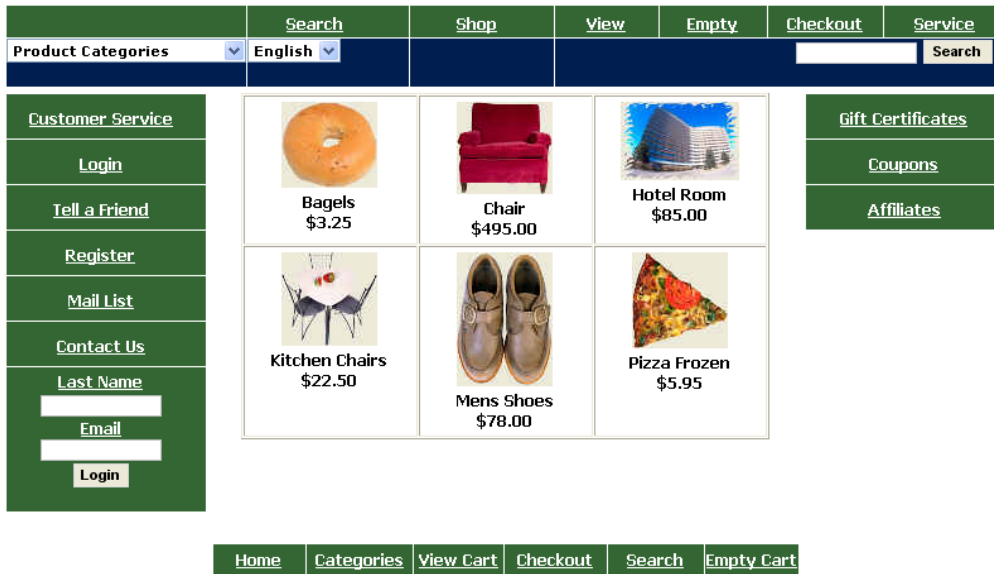 Search Shop View Empty Checkout Service
Product Categories English Search
Customer Service
Login
Tell a Friend
Register
Mail List
Contact Us
Last Name
Email
Login
Bagels
$3.25
Chair
$495.00
Hotel Room
$85.00
Kitchen Chairs
$22.50
Mens Shoes
$78.00
Pizza Frozen
$5.95
Gift Certificates
Coupons
Affiliates
Home Categories View Cart Checkout Search Empty Cart